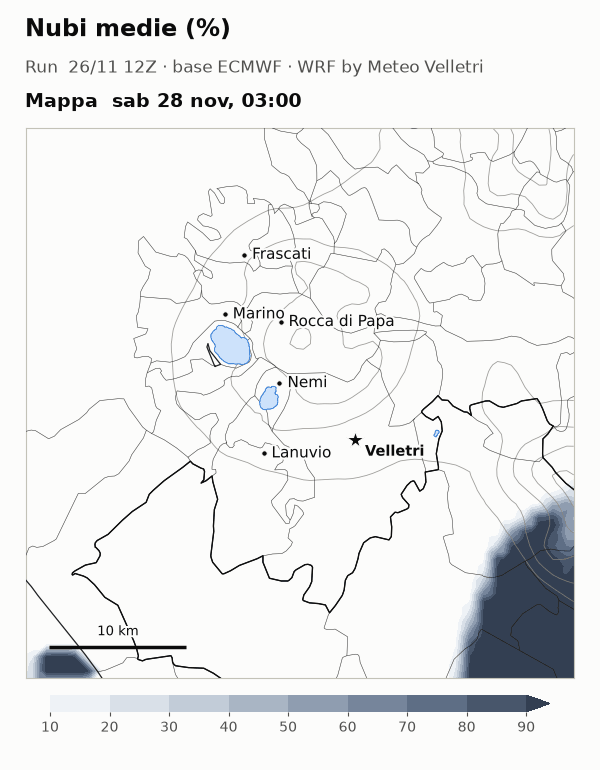 Nubi medie (%)
Run  26/11 12Z · base ECMWF · WRF by Meteo Velletri
Mappa  sab 28 nov, 03:00
Frascati
Marino
Rocca di Papa
Nemi
Velletri
Lanuvio
10 km
10 20 30 40 50 60 70 80 90